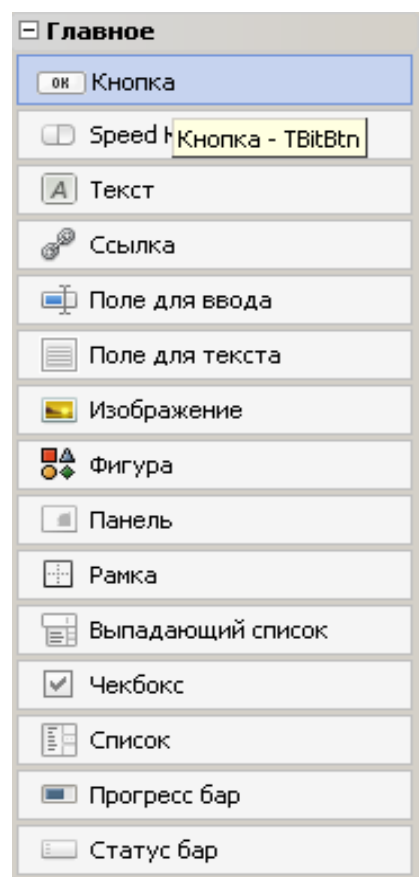 Главное
ок Кнопка
Speed
Кнопка - TBitBtn
A Текст
Ссылка
Поле для ввода
Поле для текста
Изображение
Фигура
Панель
Рамка
Выпадающий список
Чекбокс
Список
Прогресс бар
Статус бар